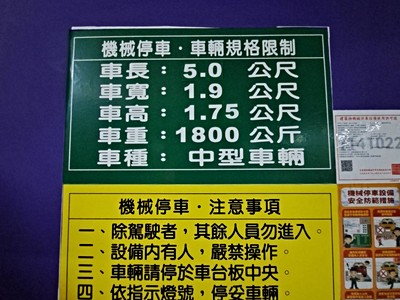 機械停車·車輛規格限制
車長：5.0 公尺
車寬：1.9 公尺
車高：1.75 公尺
車重：1800 公斤
車種：中型車輛
機械停車·注意事項
一、除駕駛者，其餘人員勿進入。
二、設備內有人，嚴禁操作。
三、車輛請停於車台板中央。
四、依指示燈號，停妥車輛。
機械停車設備
安全防範措施